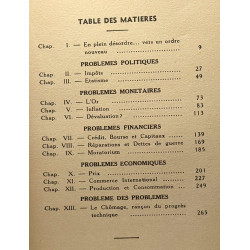 TABLE DES MATIERES
Chap. I. — En plein désordre... vers un ordre
nouveau 9
PROBLEMES POLITIQUES
Chap. II. — Impôts 27
Chap. III. — Etatisme 49
PROBLEMES MONETAIRES
Chap. IV. — L'Or 73
Chap. V. — Inflation 83
Chap. VI. — Dévaluation? 113
PROBLEMES FINANCIERS
Chap. VII. — Crédit, Bourse et Capitaux 139
Chap. VIII. — Réparations et Dettes de guerre 169
Chap. IX. — Moratorium 185
PROBLEMES ECONOMIQUES
Chap. X. — Prix 201
Chap. XI. — Commerce International 227
Chap. XII. — Production et Consommation 249
PROBLEME DES PROBLEMES
Chap. XIII. — Le Chômage, rançon du progrès
technique 265